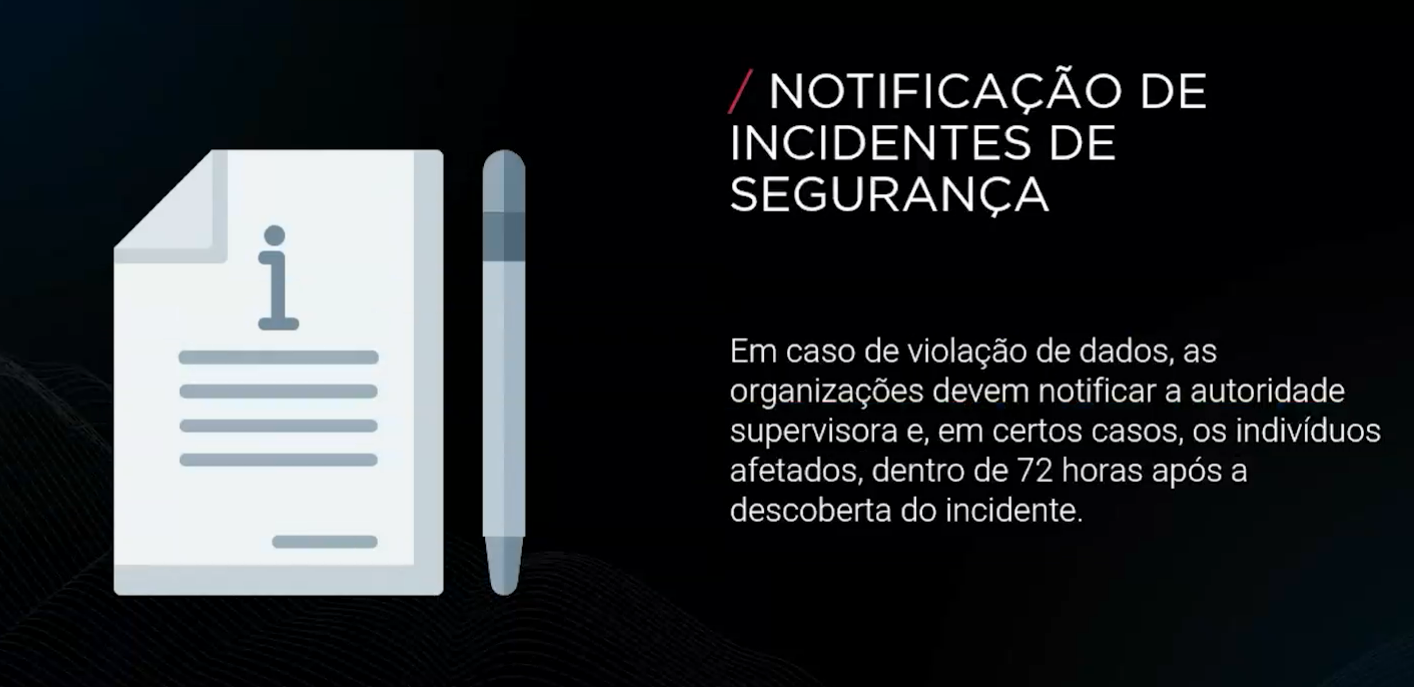 / NOTIFICAÇÃO DE
INCIDENTES DE
SEGURANÇA
Em caso de violação de dados, as
organizações devem notificar a autoridade
supervisora e, em certos casos, os indivíduos
afetados, dentro de 72 horas após a
descoberta do incidente.